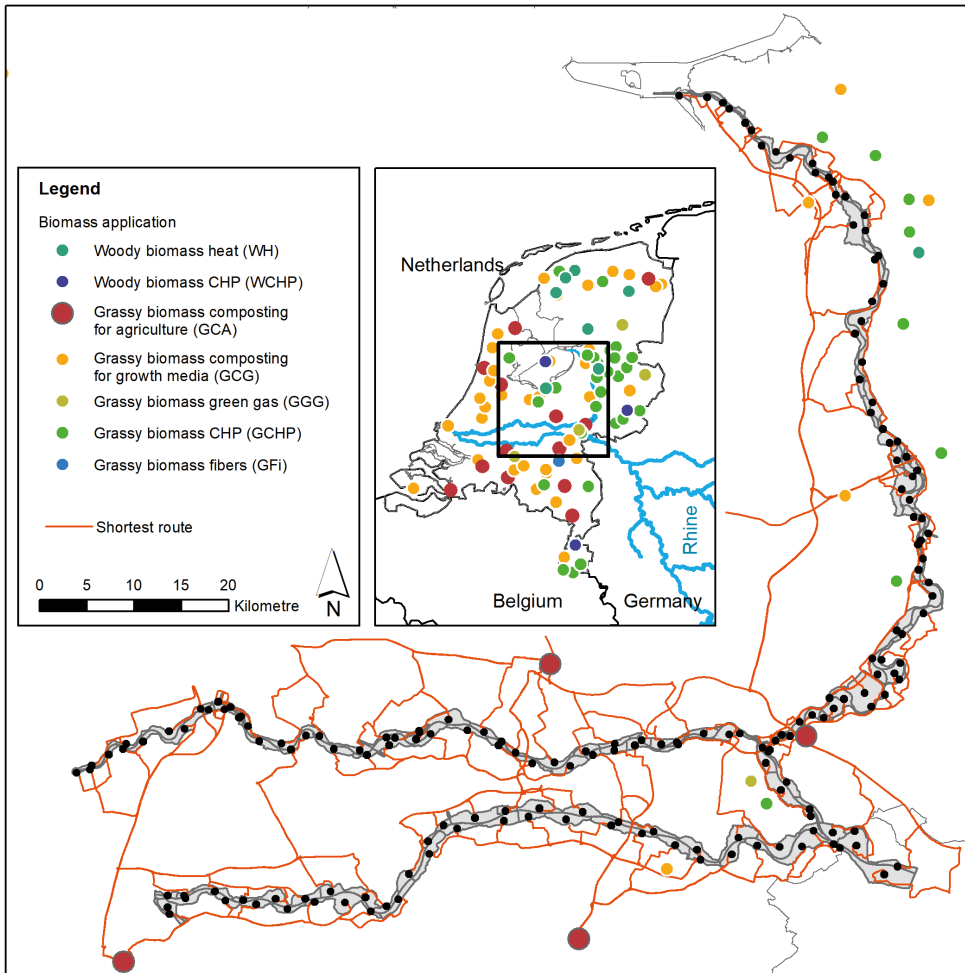 Legend
Biomass application
Woody biomass heat (WH)
Woody biomass CHP (WCHP)
Grassy biomass composting
for agriculture (GCA)
Grassy biomass composting
for growth media (GCG)
Grassy biomass green gas (GGG)
Grassy biomass CHP (GCHP)
Grassy biomass fibers (GFi)
Shortest route
0 5 10 15 20
Kilometre
N
Netherlands
Rhine
Belgium
Germany